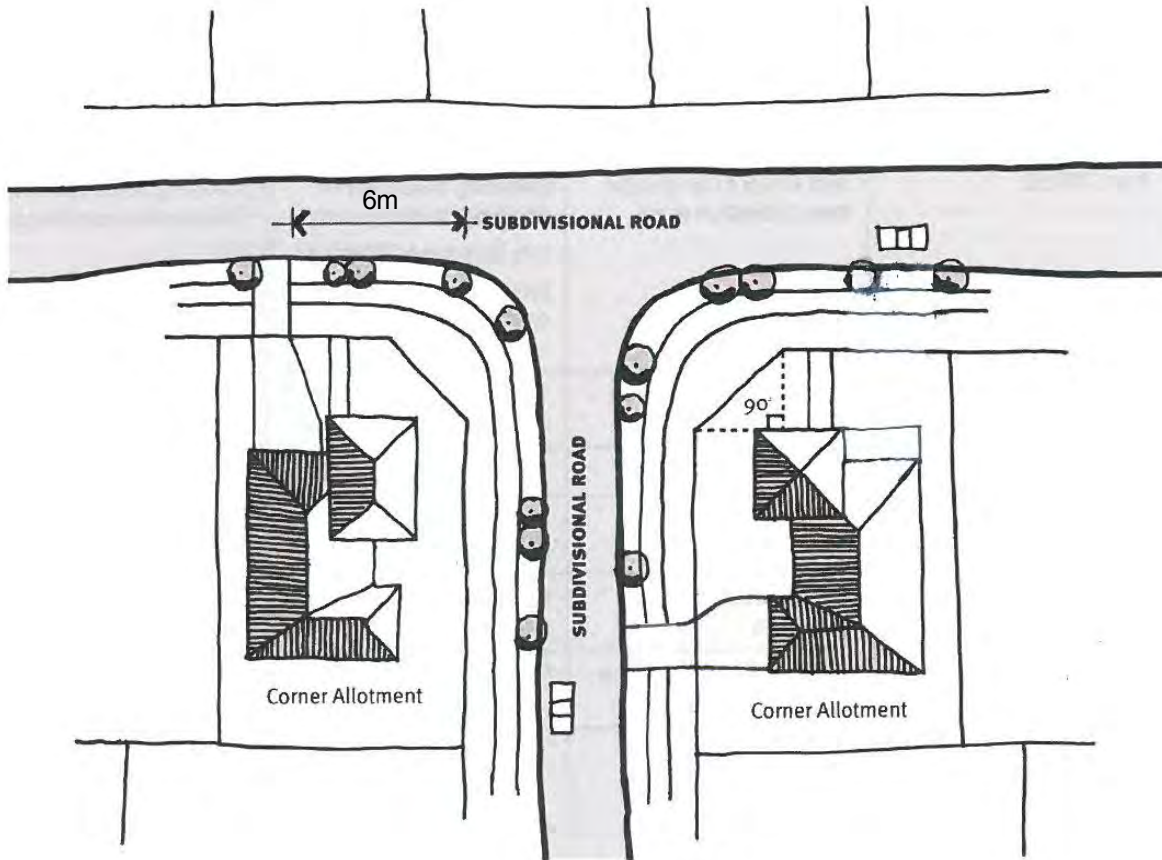 6m
SUBDIVISIONAL ROAD
90°
SUBDIVISIONAL ROAD
Corner Allotment
Corner Allotment